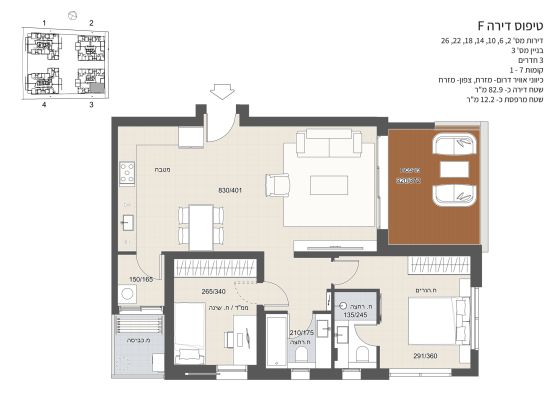 טיפוס דירה F
דירות מס' 2, 6, 10, 14, 18, 22, 26
בניין מס' 3
3 חדרים
קומות 7 - 1
כיווני אוויר דרום- מזרח, צפון- מזרח
שטח דירה כ- 82.9 מ"ר
שטח מרפסת כ- 12.2 מ"ר
1
2
4
3
מטבח
830/401
מרפסת
150/165
265/340
ממ"ד / ח. שינה
מ.כביסה
210/175
ח.רחצה
ח. רחצה
135/245
ח.הורים
291/360